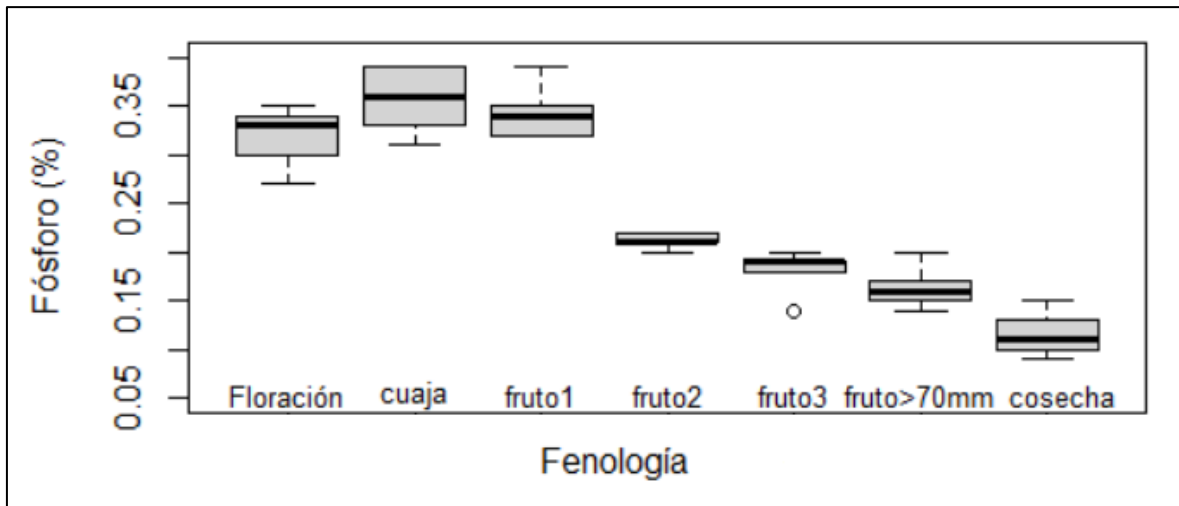 Fósforo (%)
0.35
0.25
0.15
0.05
Floración cuaja fruto1 fruto2 fruto3 fruto>70mm cosecha
Fenología